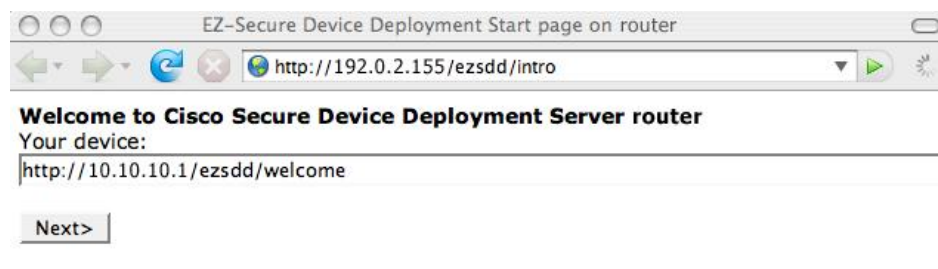 EZ-Secure Device Deployment Start page on router
http://192.0.2.155/ezsdd/intro
Welcome to Cisco Secure Device Deployment Server router
Your device:
http://10.10.10.1/ezsdd/welcome
Next>